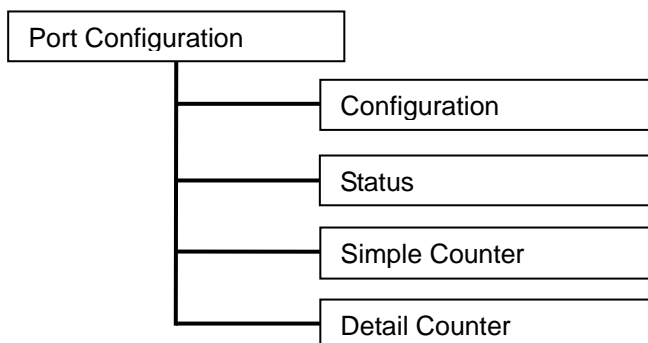 Port Configuration
Configuration
Status
Simple Counter
Detail Counter